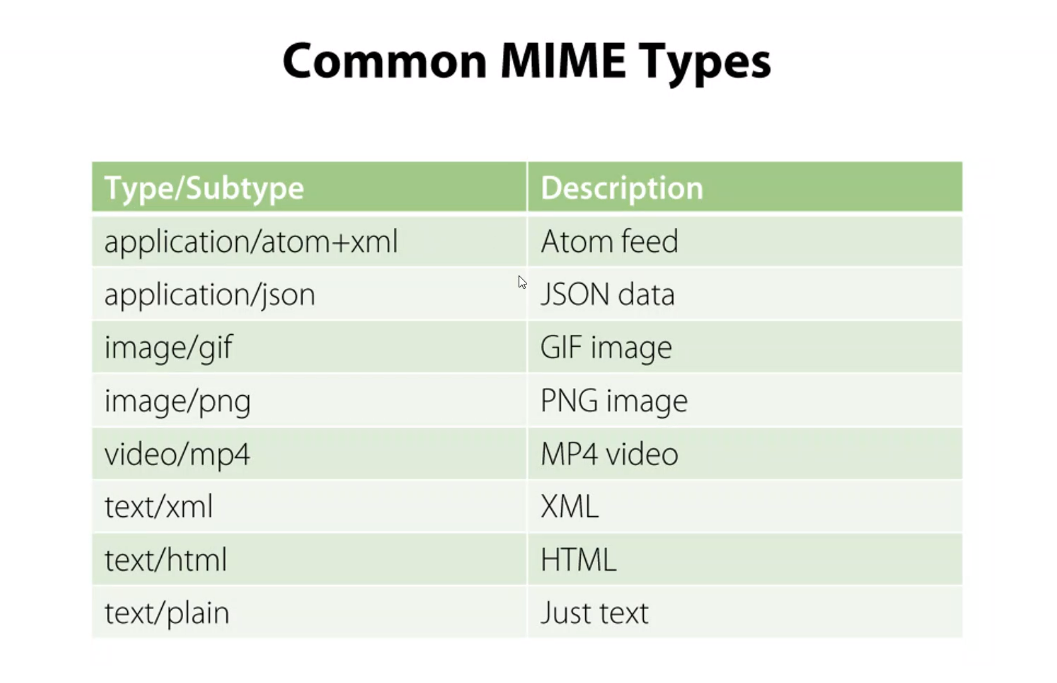 Common MIME Types
Type/Subtype Description
application/atom+xml Atom feed
application/json JSON data
image/gif GIF image
image/png PNG image
video/mp4 MP4 video
text/xml XML
text/html HTML
text/plain Just text